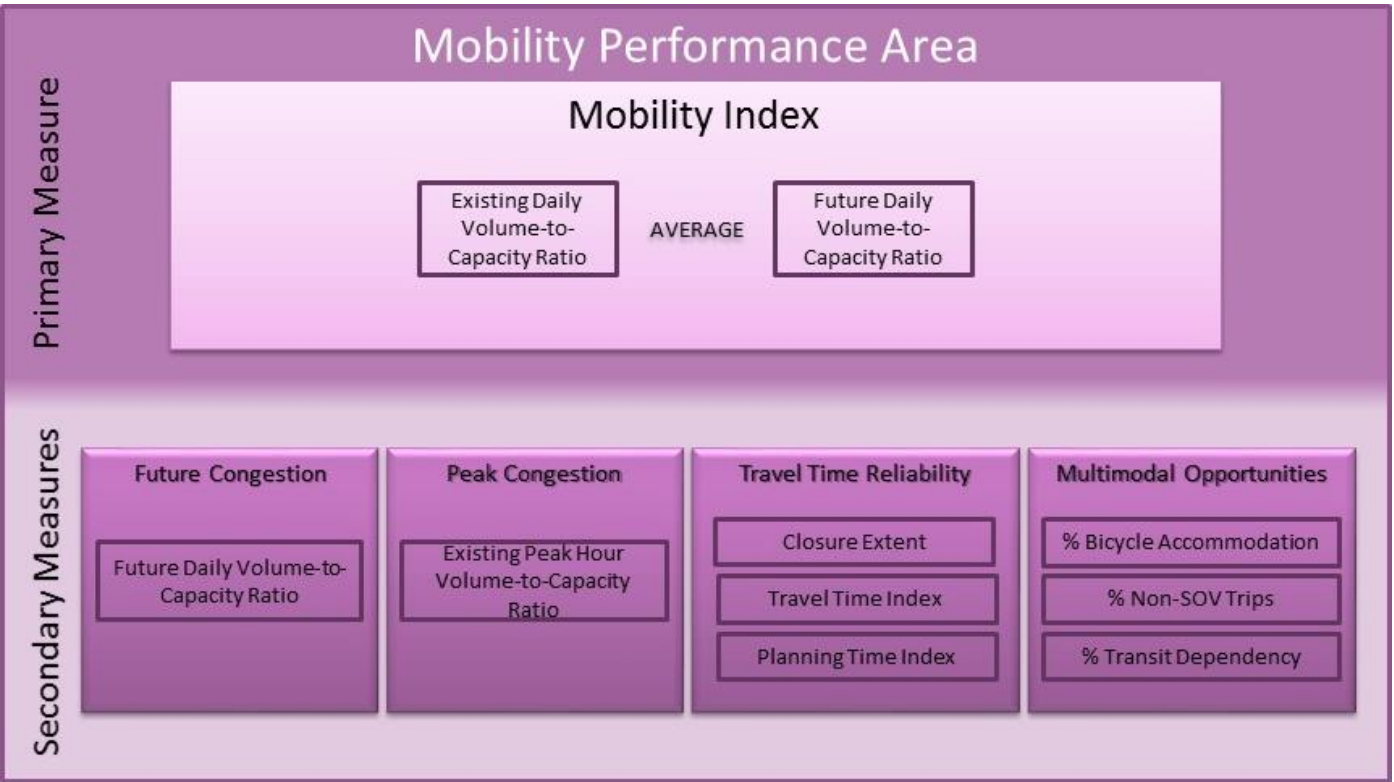 Mobility Performance Area
Primary Measure
Mobility Index
Existing Daily
Volume-to-
Capacity Ratio
AVERAGE
Future Daily
Volume-to-
Capacity Ratio
Secondary Measures
Future Congestion
Future Daily Volume-to-
Capacity Ratio
Peak Congestion
Existing Peak Hour
Volume-to-Capacity
Ratio
Travel Time Reliability
Closure Extent
Travel Time Index
Planning Time Index
Multimodal Opportunities
% Bicycle Accommodation
% Non-SOV Trips
% Transit Dependency